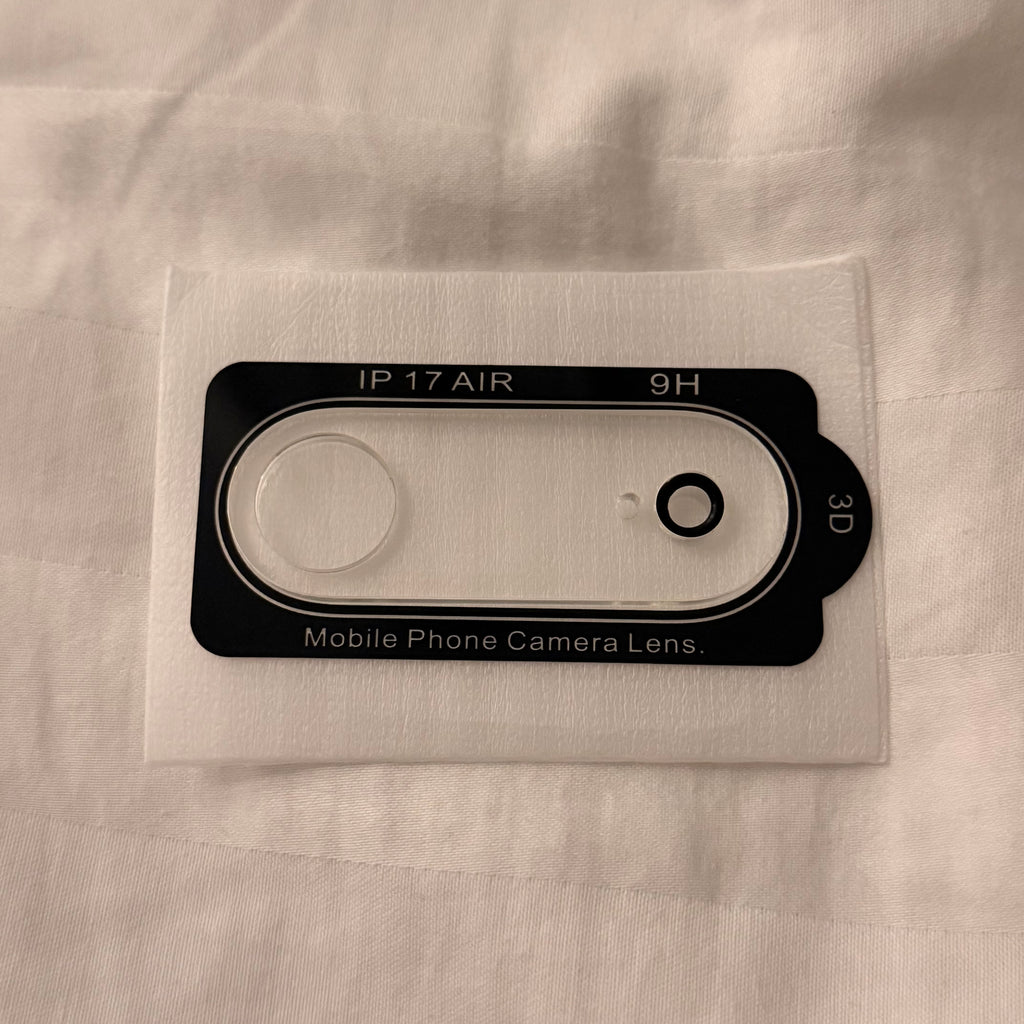 IP 17 AIR 9H
3D
Mobile Phone Camera Lens.